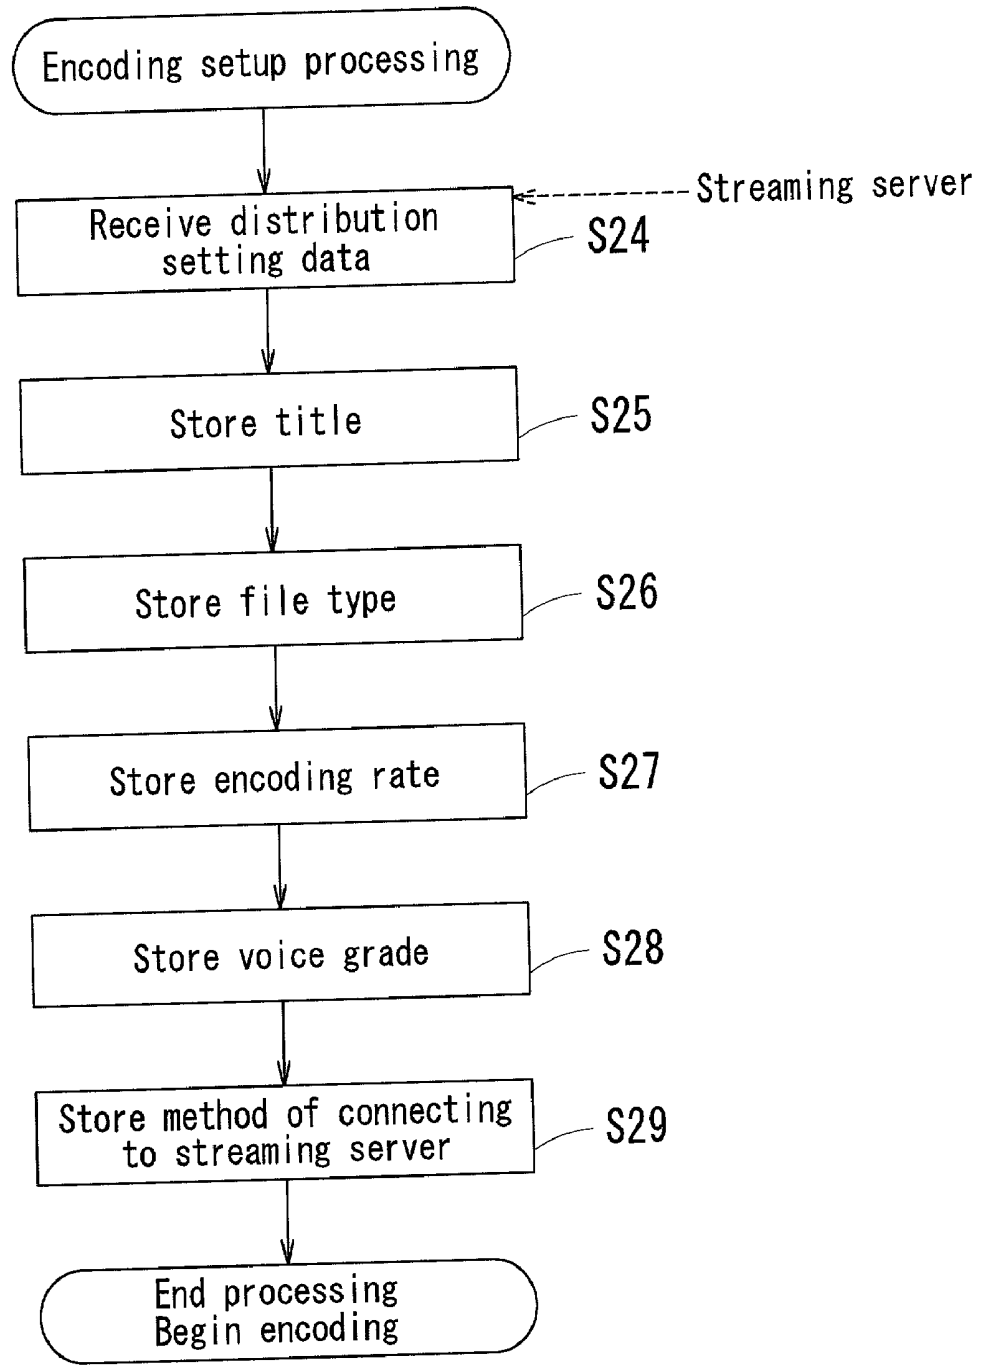 Encoding setup processing
Streaming server
Receive distribution
setting data
S24
Store title
S25
Store file type
S26
Store encoding rate
S27
Store voice grade
S28
Store method of connecting
to streaming server
S29
End processing
Begin encoding